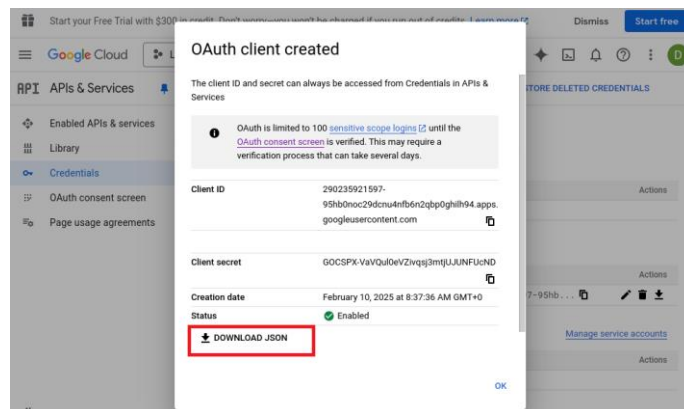 Start your Free Trial with $300 in credit. Don't worry—you won't be charged if you run out of credits. Learn more
Dismiss
Start free
Google Cloud
OAuth client created
API APIs & Services
The client ID and secret can always be accessed from Credentials in APIs &
Services
DELETED CREDENTIALS
Enabled APIs & services
Library
Credentials
OAuth consent screen
Page usage agreements
OAuth is limited to 100 sensitive scope logins until the
OAuth consent screen is verified. This may require a
verification process that can take several days.
Client ID
290235921597-
95hb0noc29dcnu4nfb6n2qbp0ghilh94.apps.
googleusercontent.com
Actions
Client secret
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
Actions
Creation date
February 10, 2025 at 8:37:36 AM GMT+0
7-95hb...
Status
Enabled
DOWNLOAD JSON
Manage service accounts
Actions
OK